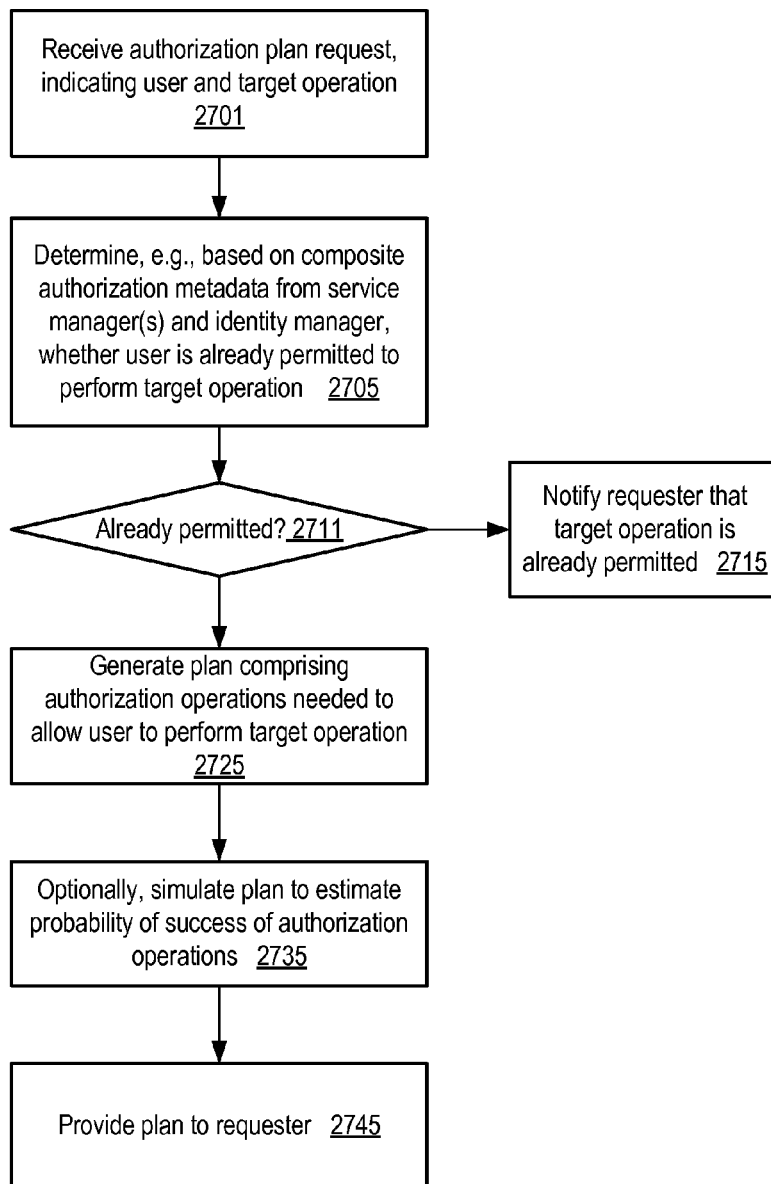 Receive authorization plan request,
indicating user and target operation
2701
Determine, e.g., based on composite
authorization metadata from service
manager(s) and identity manager,
whether user is already permitted to
perform target operation 2705
Already permitted? 2711
Notify requester that
target operation is
already permitted 2715
Generate plan comprising
authorization operations needed to
allow user to perform target operation
2725
Optionally, simulate plan to estimate
probability of success of authorization
operations 2735
Provide plan to requester 2745